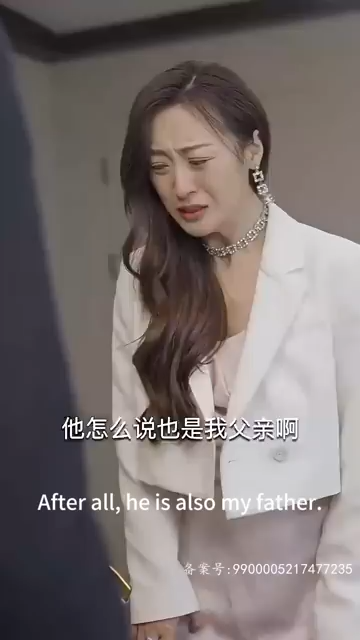 他怎么说也是我父亲啊
After all, he is also my father.
备案号:9900005217477235